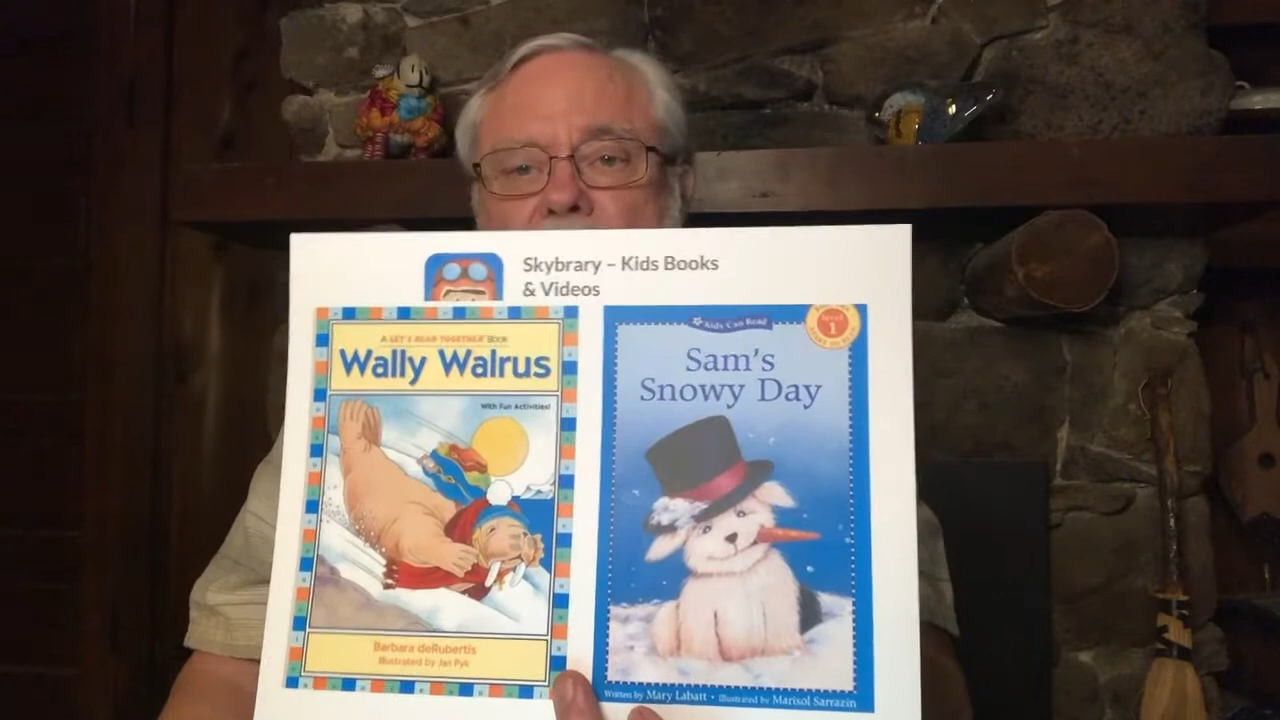 Skybrary – Kids Books
& Videos
A LET'S READ TOGETHER Book
Wally Walrus
With Fun Activities!
Barbara deRubertis
Illustrated by Jan Pyk
Kids Can Read
level
1
Sam's
Snowy Day
Written by Mary Labatt • Illustrated by Marisol Sarrazin